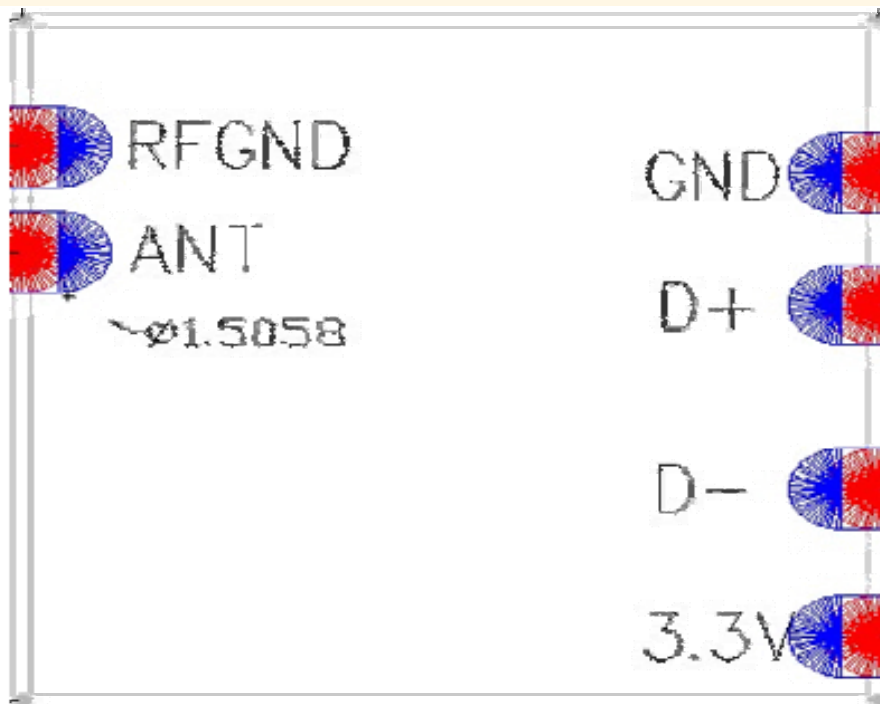 RFGND
GND
ANT
D+
⌀1.5058
D-
3.3V